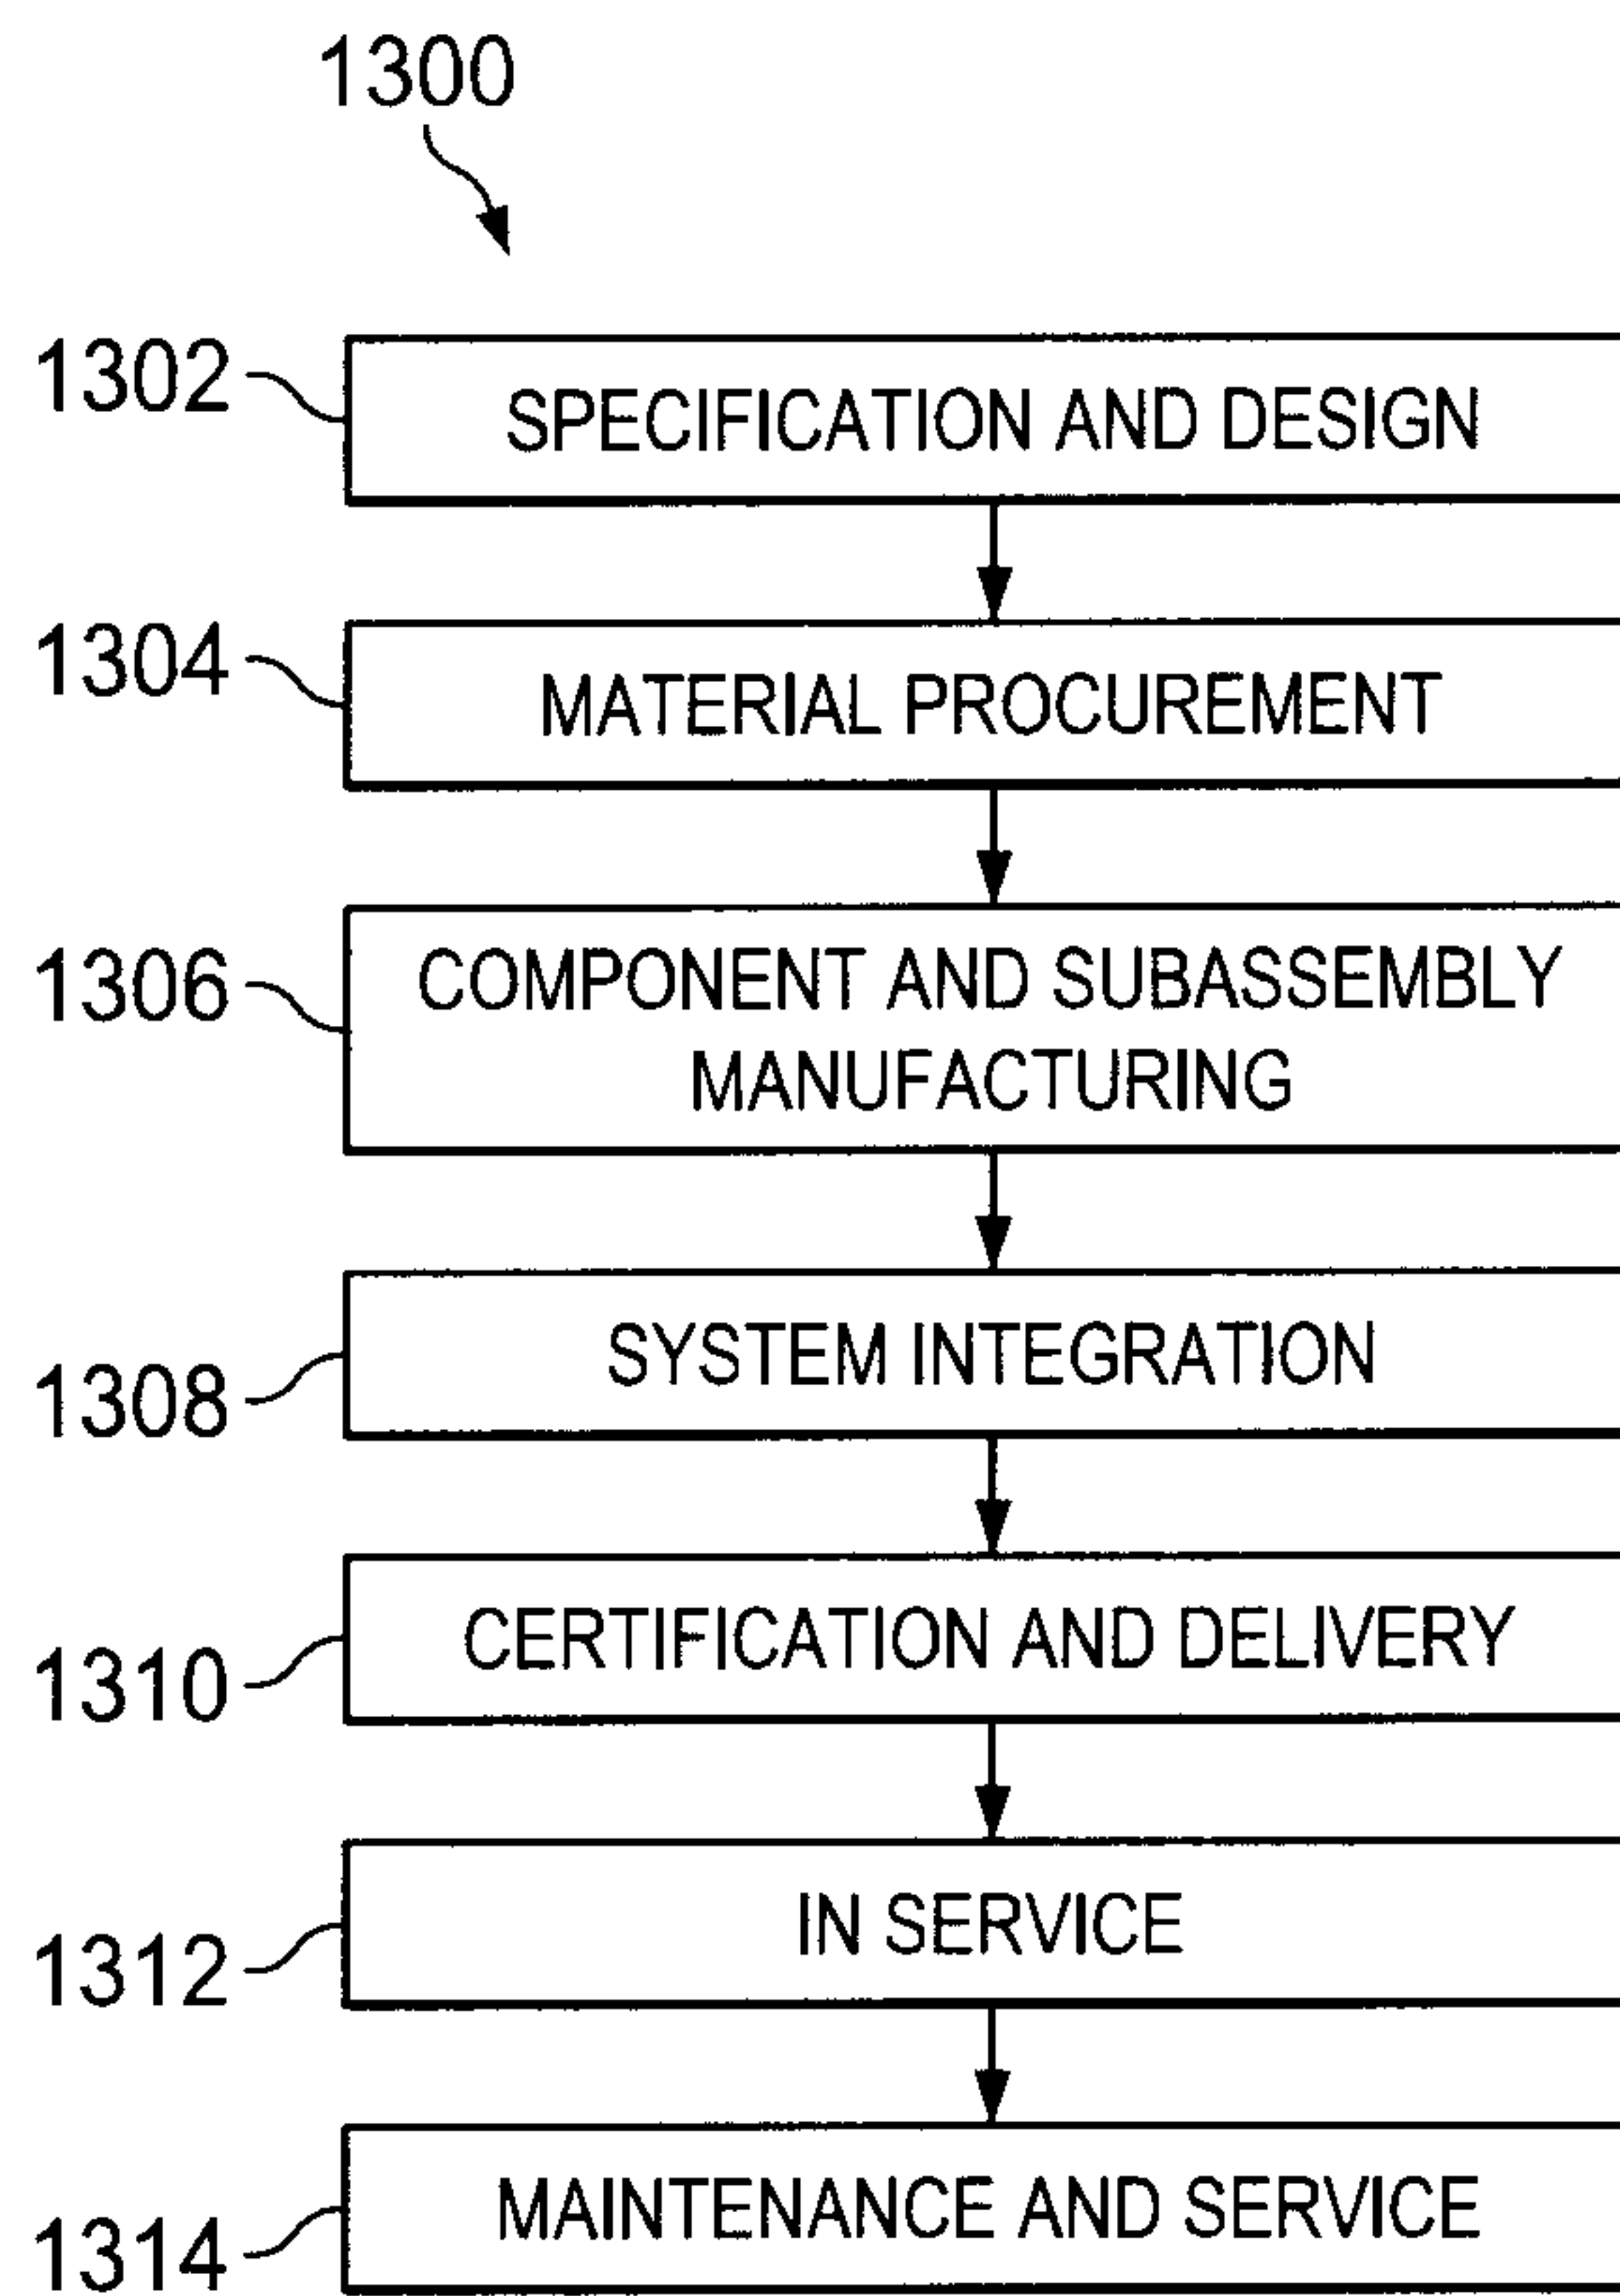 1300
1302
SPECIFICATION AND DESIGN
1304
MATERIAL PROCUREMENT
1306
COMPONENT AND SUBASSEMBLY
MANUFACTURING
1308
SYSTEM INTEGRATION
1310
CERTIFICATION AND DELIVERY
1312
IN SERVICE
1314
MAINTENANCE AND SERVICE